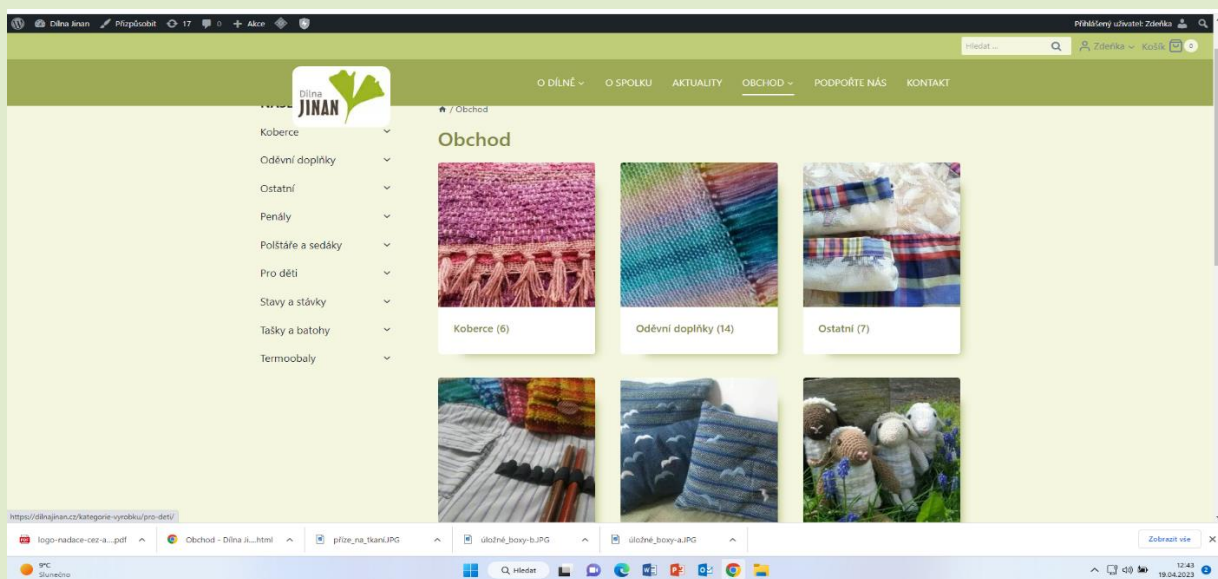 Dílna Jinan Přizpůsobit 17 0 Akce Přihlášený uživatel: Zdeňka
Hledat ... Zdeňka Košík 0
Dílna
JINAN
O DÍLNĚ O SPOLKU AKTUALITY OBCHOD PODPOŘTE NÁS KONTAKT
/ Obchod
Koberce
Oděvní doplňky
Ostatní
Penály
Polštáře a sedáky
Pro děti
Stavy a stávky
Tašky a batohy
Termoobaly
Obchod
Koberce (6)
Oděvní doplňky (14)
Ostatní (7)
https://dilnajinan.cz/kategorie-vyrobku/pro-deti/
logo-nadace-cez-a....pdf Obchod - Dílna Ji....html příze_na_tkaní.JPG úložné_boxy-b.JPG úložné_boxy-a.JPG Zobrazit vše
9°C
Slunečno
Hledat
12:43
19.04.2023 2